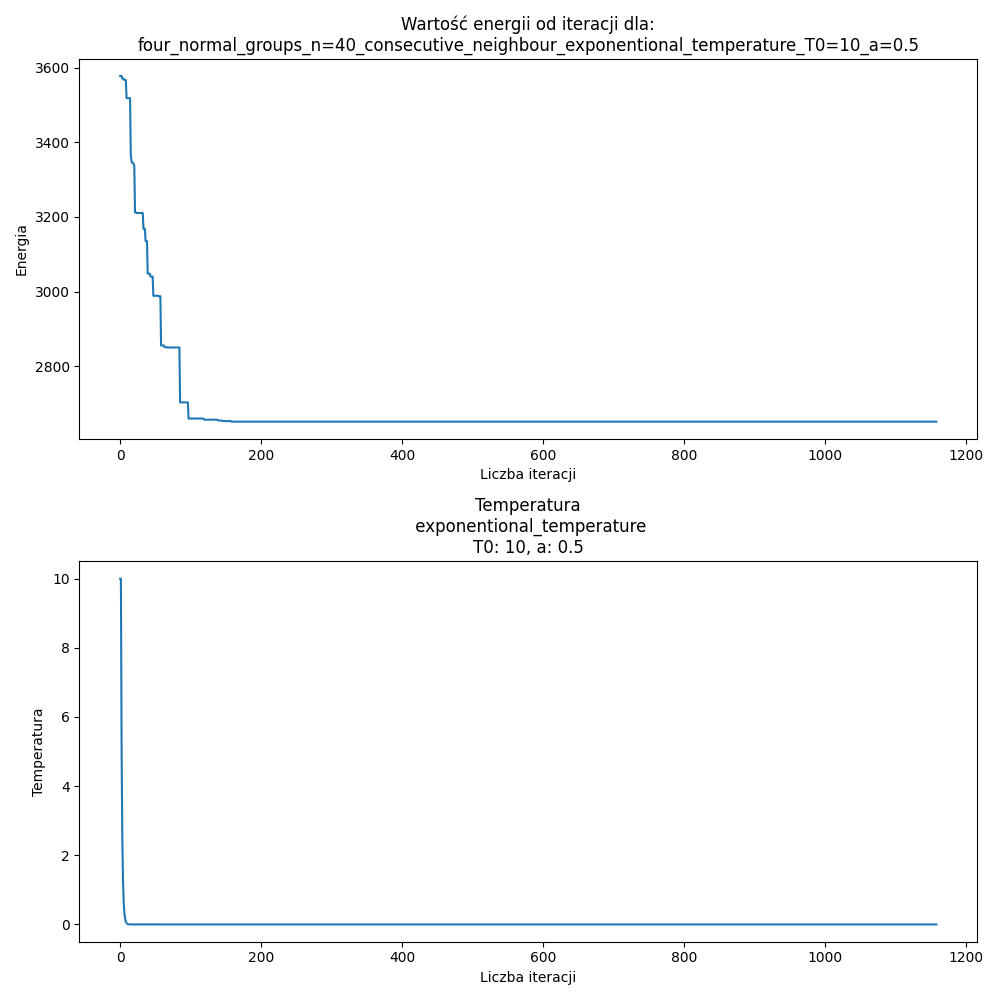 Wartość energii od iteracji dla:
four_normal_groups_n=40_consecutive_neighbour_exponentional_temperature_T0=10_a=0.5
3600
3400
3200
3000
2800
Energia
0 200 400 600 800 1000 1200
Liczba iteracji
Temperatura
exponentional_temperature
T0: 10, a: 0.5
10
8
6
4
2
0
Temperatura
0 200 400 600 800 1000 1200
Liczba iteracji